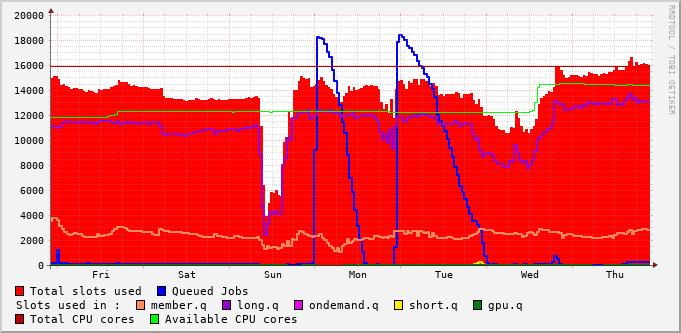 20000
18000
16000
14000
12000
10000
8000
6000
4000
2000
0
Fri Sat Sun Mon Tue Wed Thu
Total slots used Queued Jobs
Slots used in : member.q long.q ondemand.q short.q gpu.q
Total CPU cores Available CPU cores
RRDTOOL / TOBI OETIKER